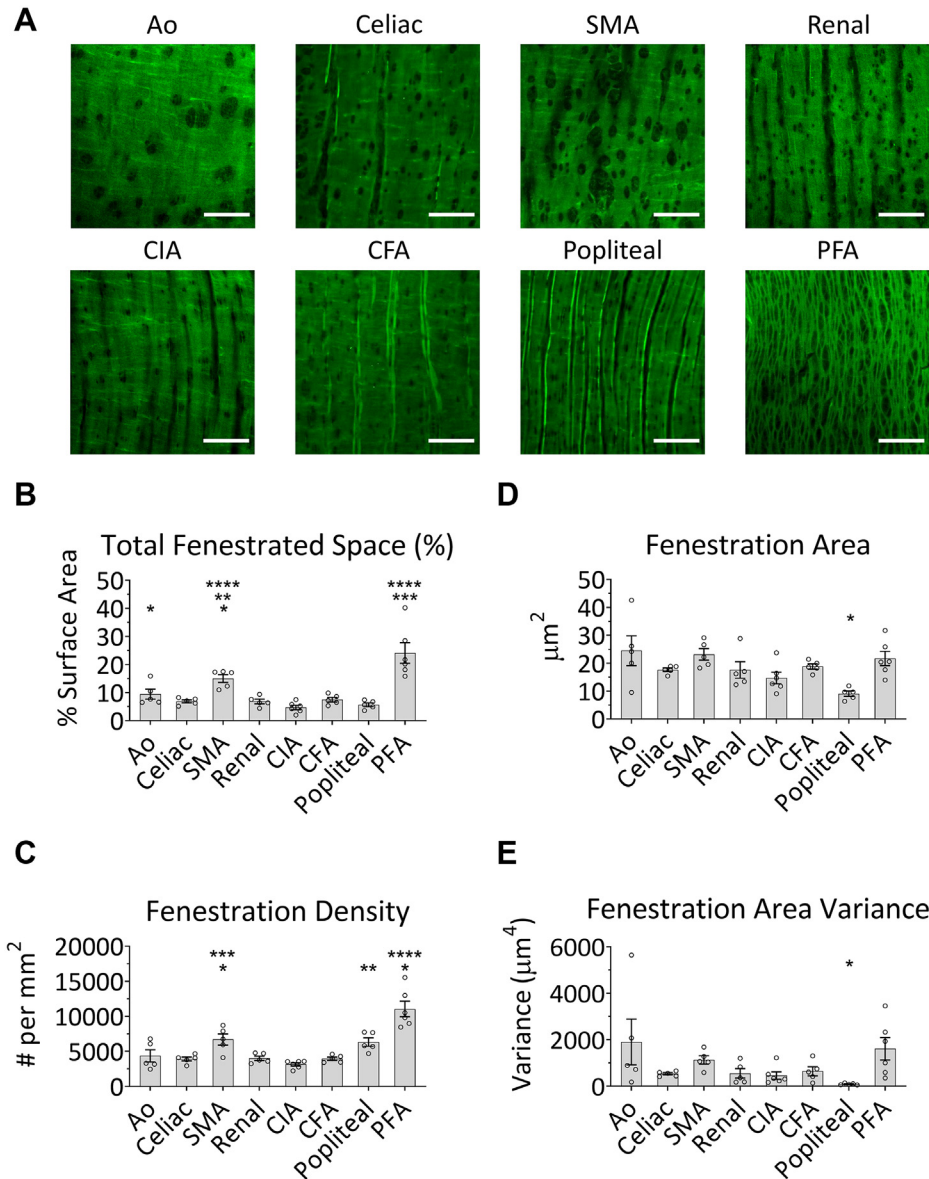 A
Ao Celiac SMA Renal
CIA CFA Popliteal PFA
B
Total Fenestrated Space (%)
% Surface Area
50
40
30
20
10
0
*
****
**
*
****
***
Ao Celiac SMA Renal CIA CFA Popliteal PFA
D
Fenestration Area
μm²
50
40
30
20
10
0
*
Ao Celiac SMA Renal CIA CFA Popliteal PFA
C
Fenestration Density
# per mm²
20000
15000
10000
5000
0
***
*
**
****
*
Ao Celiac SMA Renal CIA CFA Popliteal PFA
E
Fenestration Area Variance
Variance (μm⁴)
6000
4000
2000
0
*
Ao Celiac SMA Renal CIA CFA Popliteal PFA